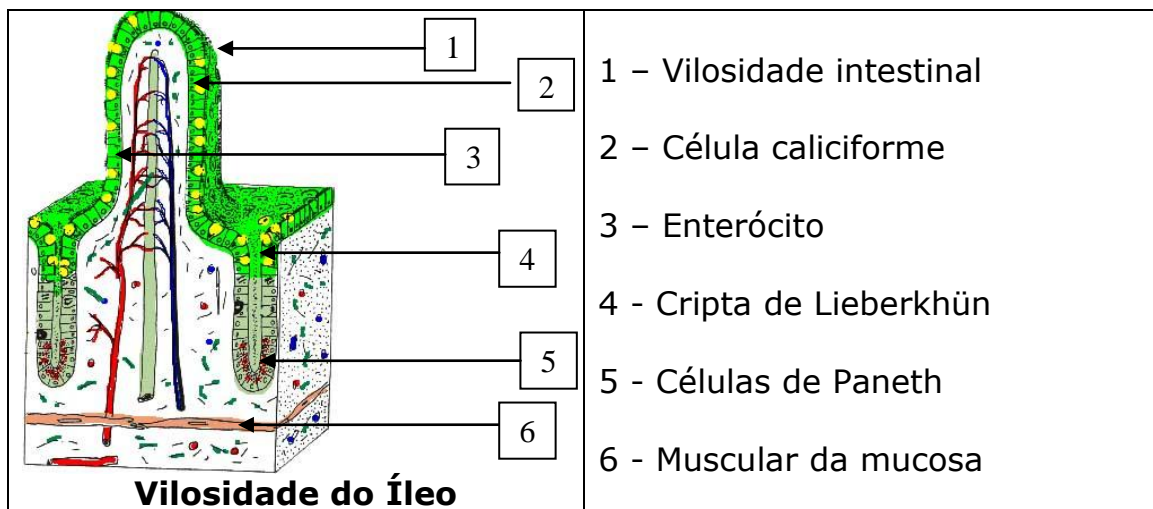 1
2
3
4
5
6
Vilosidade do Íleo
1 – Vilosidade intestinal
2 – Célula caliciforme
3 – Enterócito
4 - Cripta de Lieberkhün
5 - Células de Paneth
6 - Muscular da mucosa